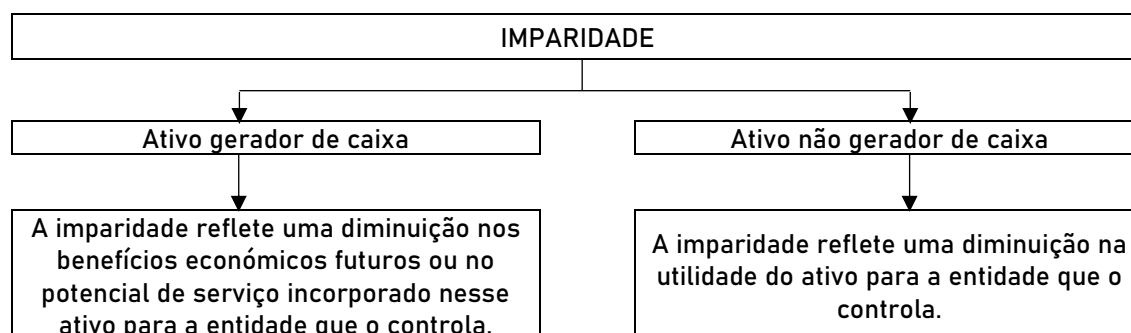 IMPARIDADE
Ativo gerador de caixa
Ativo não gerador de caixa
A imparidade reflete uma diminuição nos
benefícios económicos futuros ou no
potencial de serviço incorporado nesse
ativo para a entidade que o controla.
A imparidade reflete uma diminuição na
utilidade do ativo para a entidade que o
controla.